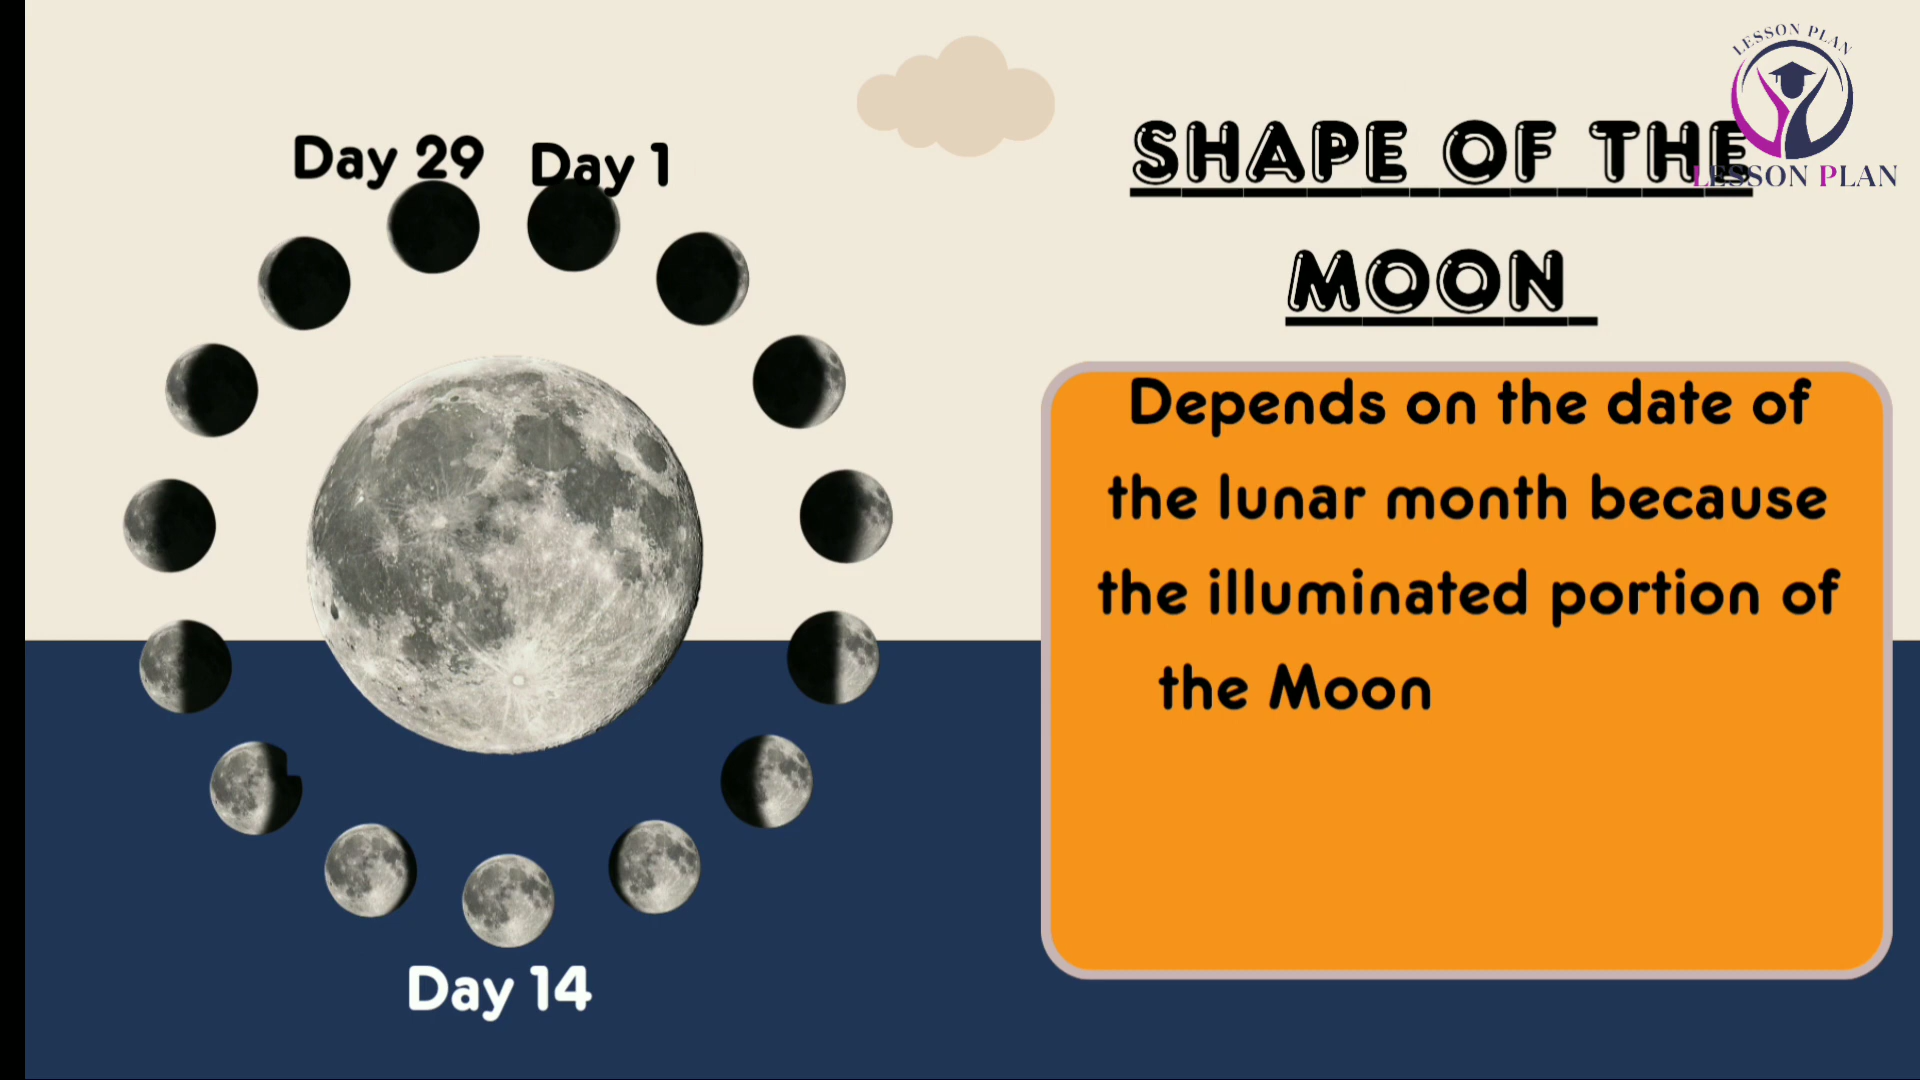 LESSON PLAN
Day 29
Day 1
SHAPE OF THE
LESSON PLAN
MOON
Depends on the date of
the lunar month because
the illuminated portion of
the Moon
Day 14